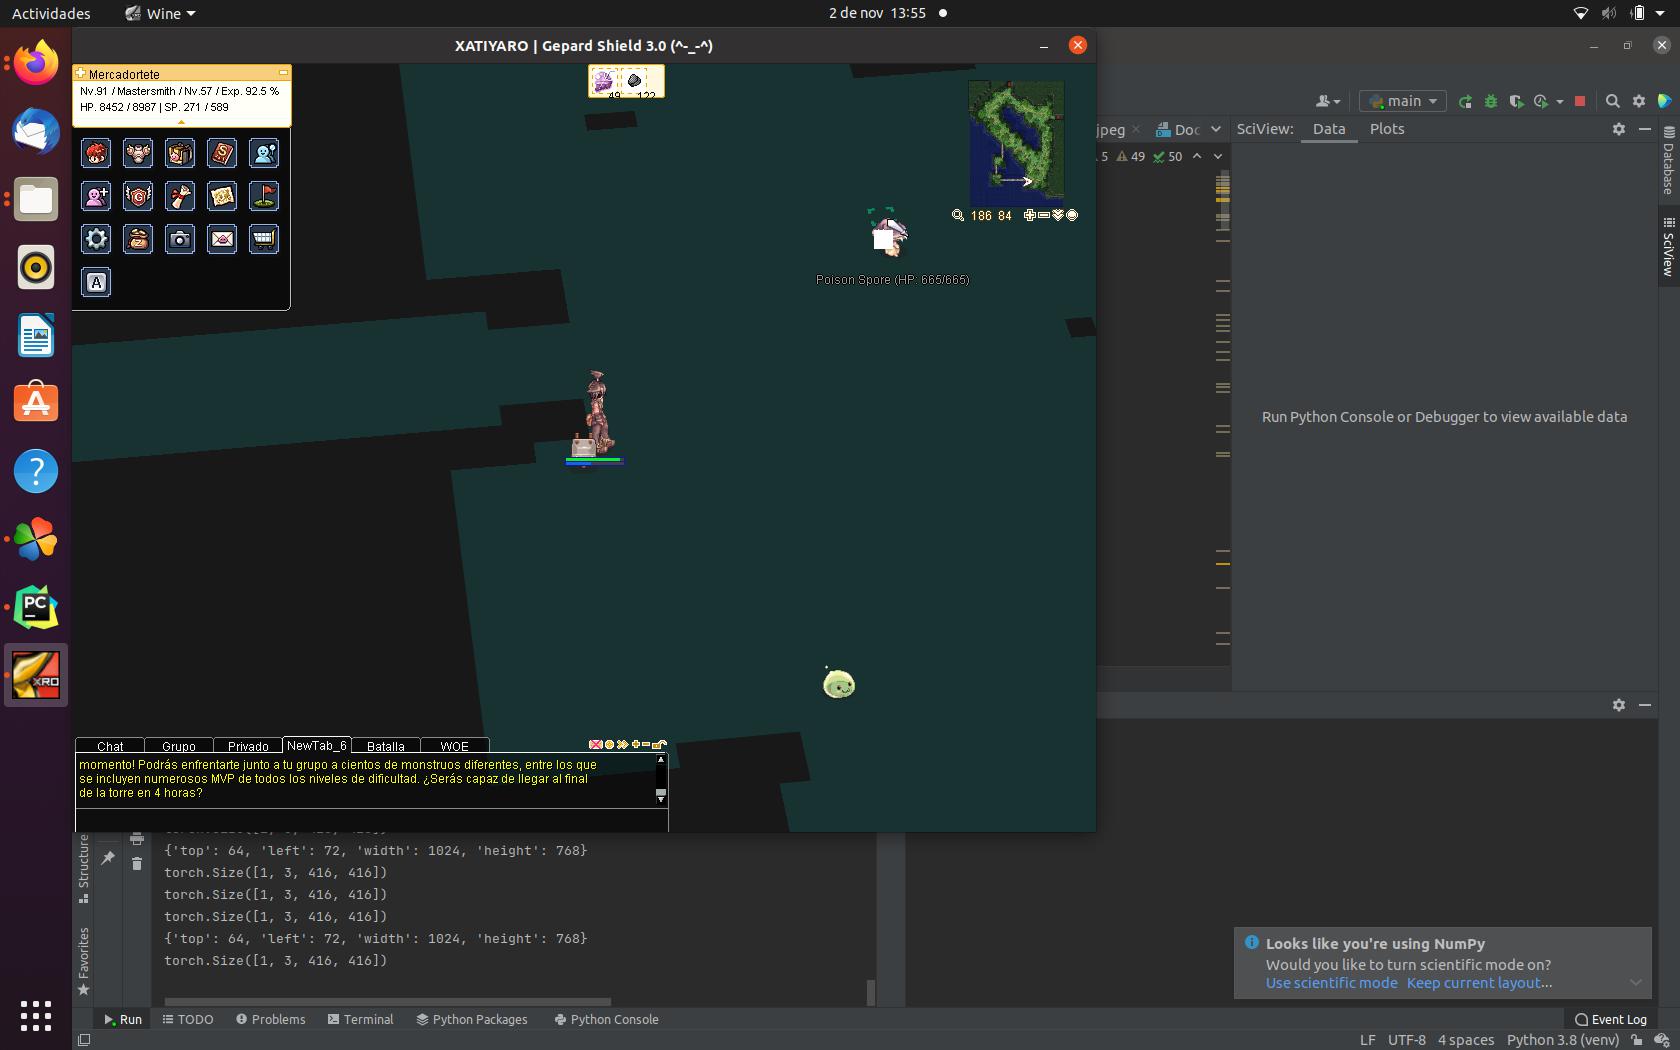 Actividades
Wine
2 de nov 13:55
XATIYARO | Gepard Shield 3.0 (^-_-^)
Mercadortete
Nv.91 / Mastersmith / Nv.57 / Exp. 92.5 %
HP. 8452 / 8987 | SP. 271 / 589
49 122
186 84
Poison Spore (HP: 665/665)
main
jpeg
Doc
SciView:
Data
Plots
5 49 50
Database
SciView
Run Python Console or Debugger to view available data
PC
XRO
Chat
Grupo
Privado
NewTab_6
Batalla
WOE
momento! Podrás enfrentarte junto a tu grupo a cientos de monstruos diferentes, entre los que
se incluyen numerosos MVP de todos los niveles de dificultad. ¿Serás capaz de llegar al final
de la torre en 4 horas?
{'top': 64, 'left': 72, 'width': 1024, 'height': 768}
torch.Size([1, 3, 416, 416])
torch.Size([1, 3, 416, 416])
torch.Size([1, 3, 416, 416])
{'top': 64, 'left': 72, 'width': 1024, 'height': 768}
torch.Size([1, 3, 416, 416])
Structure
Favorites
Looks like you're using NumPy
Would you like to turn scientific mode on?
Use scientific mode Keep current layout...
Run
TODO
Problems
Terminal
Python Packages
Python Console
Event Log
LF UTF-8 4 spaces Python 3.8 (venv)